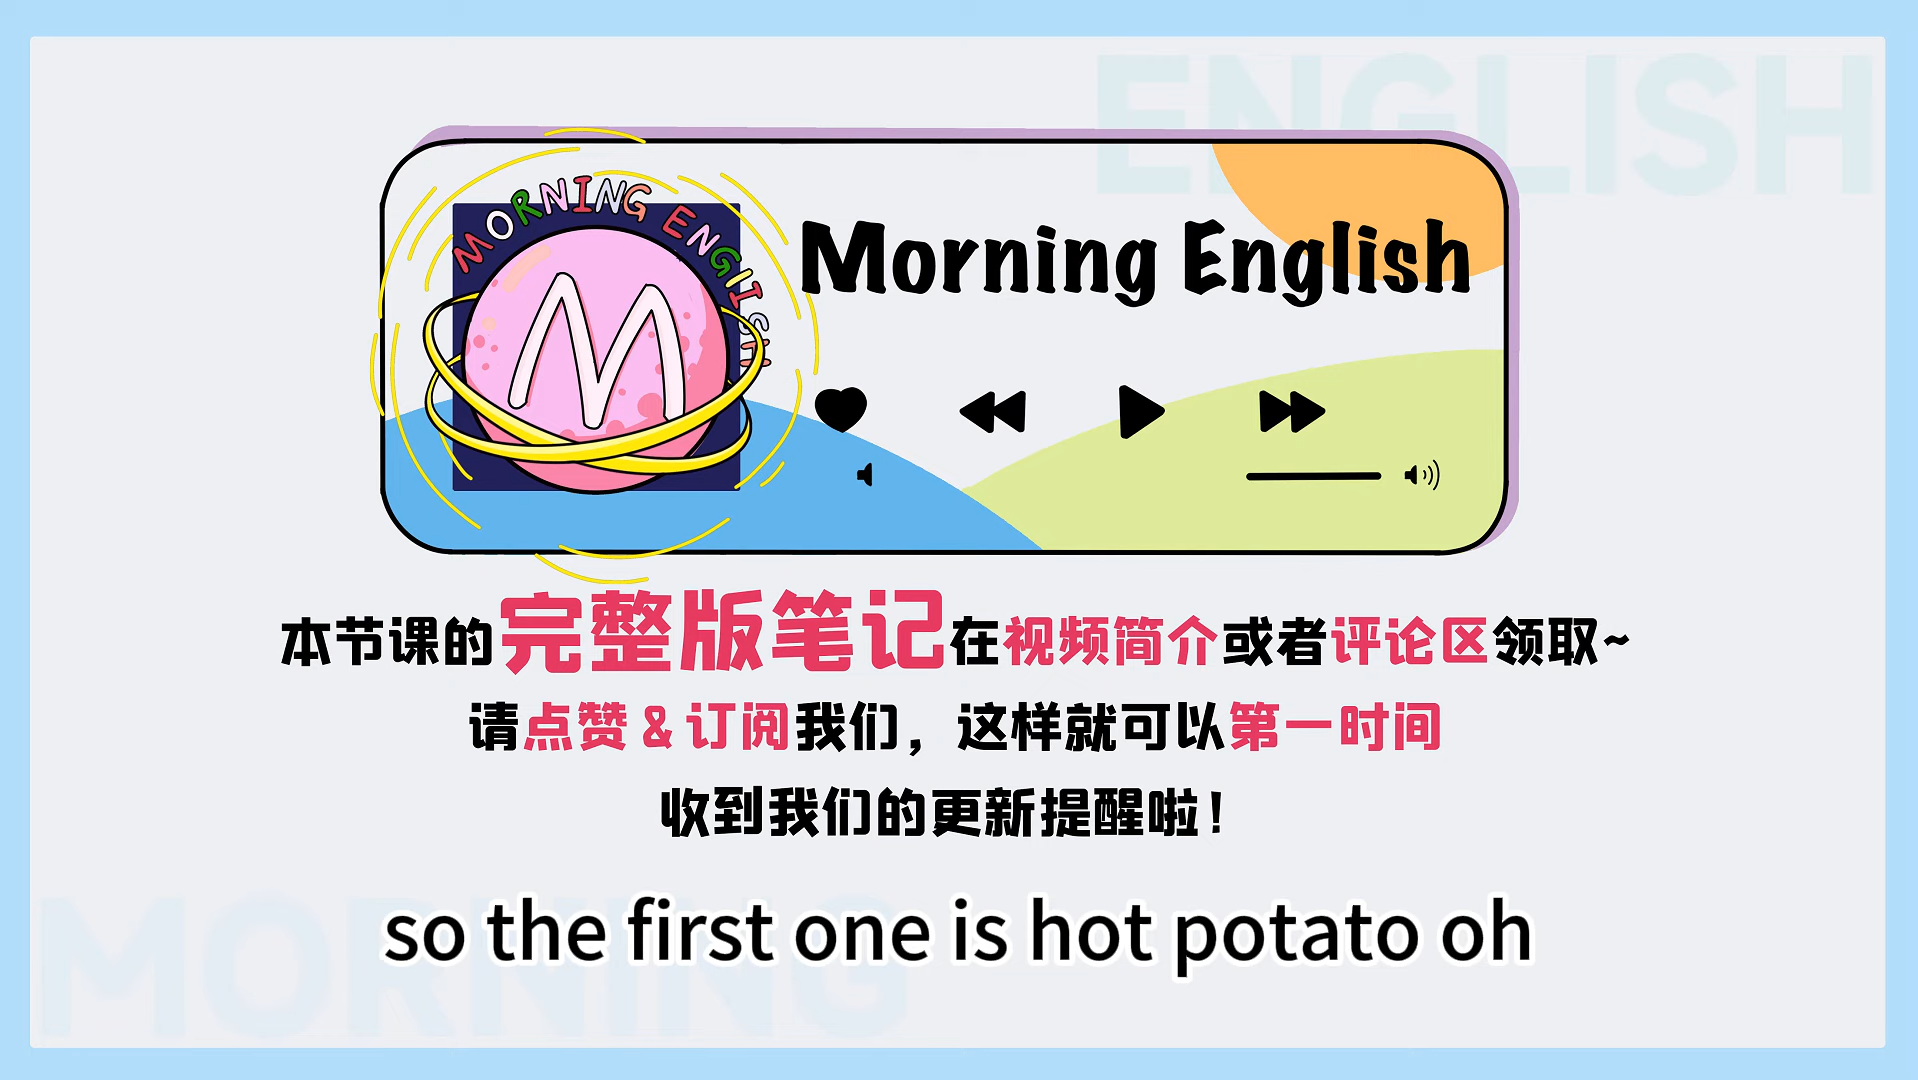 ENGLISH
MORNING ENGLISH
M
Morning English
本节课的完整版笔记在视频简介或者评论区领取~
请点赞&订阅我们，这样就可以第一时间
收到我们的更新提醒啦！
so the first one is hot potato oh
MORNING